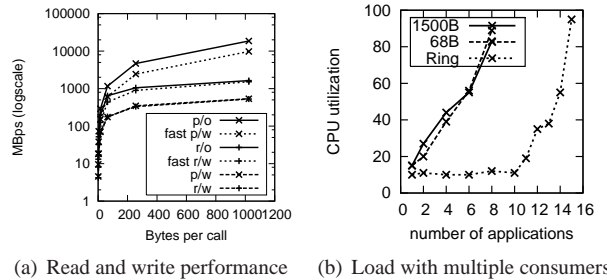 MBps (logscale)
100000
10000
1000
100
10
1
0 200 400 600 800 1000 1200
Bytes per call
p/o
fast p/w
r/o
fast r/w
p/w
r/w
(a) Read and write performance
CPU utilization
100
80
60
40
20
0
0 2 4 6 8 10 12 14 16
number of applications
1500B
68B
Ring
(b) Load with multiple consumers